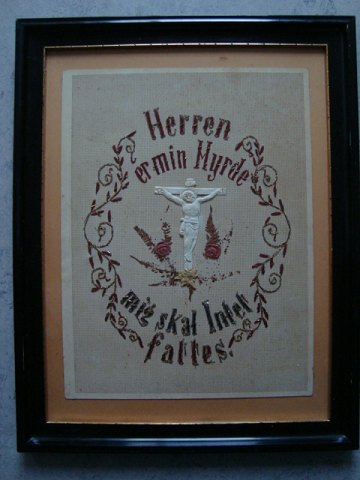 Herren
er min Hyrde
mig skal Intet
fattes.